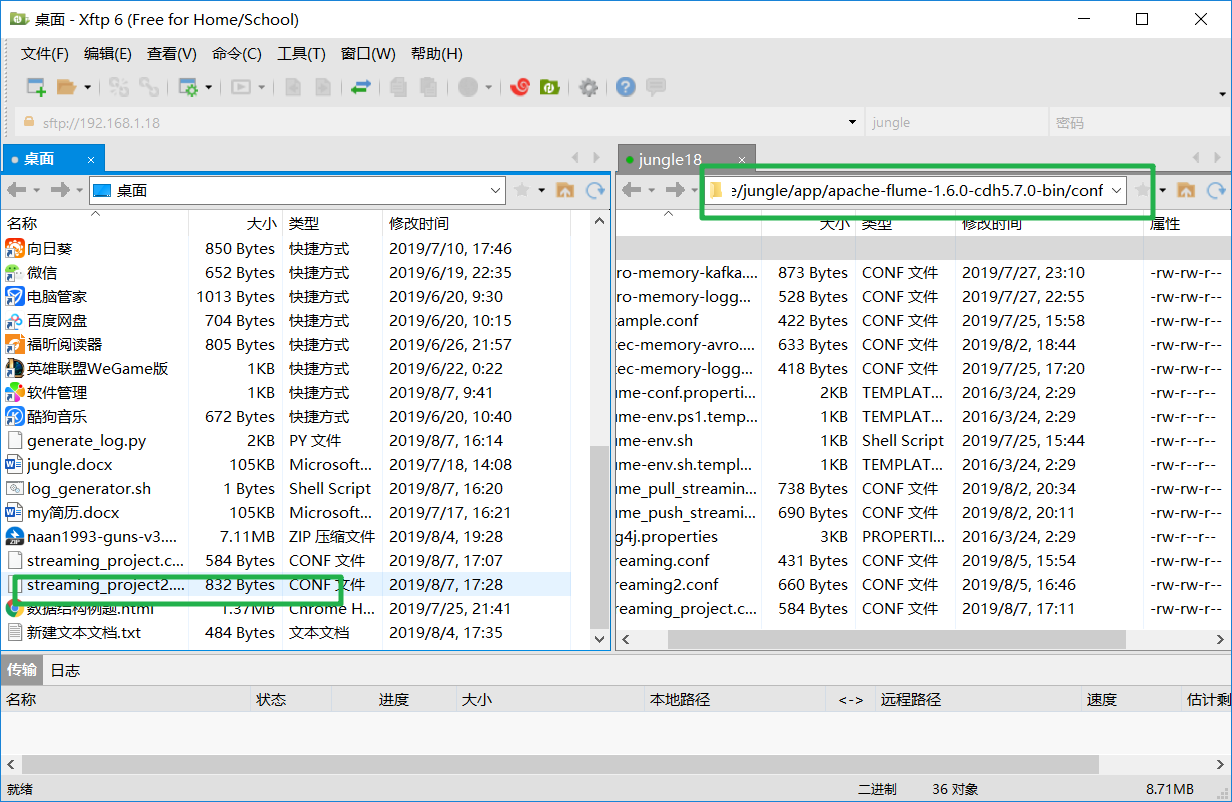 桌面 - Xftp 6 (Free for Home/School)
文件(F) 编辑(E) 查看(V) 命令(C) 工具(T) 窗口(W) 帮助(H)
sftp://192.168.1.18 jungle 密码
桌面 × jungle18 ×
桌面 /jungle/app/apache-flume-1.6.0-cdh5.7.0-bin/conf
名称 大小 类型 修改时间
向日葵 850 Bytes 快捷方式 2019/7/10, 17:46
微信 652 Bytes 快捷方式 2019/6/19, 22:35
电脑管家 1013 Bytes 快捷方式 2019/6/20, 9:30
百度网盘 704 Bytes 快捷方式 2019/6/20, 10:15
福昕阅读器 805 Bytes 快捷方式 2019/6/26, 21:57
英雄联盟WeGame版 1KB 快捷方式 2019/6/22, 0:22
软件管理 1KB 快捷方式 2019/8/7, 9:41
酷狗音乐 672 Bytes 快捷方式 2019/6/20, 10:40
generate_log.py 2KB PY 文件 2019/8/7, 16:14
jungle.docx 105KB Microsoft... 2019/7/18, 14:08
log_generator.sh 1 Bytes Shell Script 2019/8/7, 16:20
my简历.docx 105KB Microsoft... 2019/7/17, 16:21
naan1993-guns-v3.... 7.11MB ZIP 压缩文件 2019/8/4, 19:28
streaming_project.c... 584 Bytes CONF 文件 2019/8/7, 17:07
streaming_project2.... 832 Bytes CONF 文件 2019/8/7, 17:28
数据结构例题.html 1.37MB Chrome H... 2019/7/25, 21:41
新建文本文档.txt 484 Bytes 文本文档 2019/8/4, 17:35
大小 类型 修改时间 属性
ro-memory-kafka.... 873 Bytes CONF 文件 2019/7/27, 23:10 -rw-rw-r--
ro-memory-logg... 528 Bytes CONF 文件 2019/7/27, 22:55 -rw-rw-r--
ample.conf 422 Bytes CONF 文件 2019/7/25, 15:58 -rw-rw-r--
ec-memory-avro.... 633 Bytes CONF 文件 2019/8/2, 18:44 -rw-rw-r--
ec-memory-logg... 418 Bytes CONF 文件 2019/7/25, 17:20 -rw-rw-r--
me-conf.properti... 2KB TEMPLAT... 2016/3/24, 2:29 -rw-r--r--
me-env.ps1.temp... 1KB TEMPLAT... 2016/3/24, 2:29 -rw-r--r--
me-env.sh 1KB Shell Script 2019/7/25, 15:44 -rw-r--r--
me-env.sh.templ... 1KB TEMPLAT... 2016/3/24, 2:29 -rw-r--r--
me_pull_streamin... 738 Bytes CONF 文件 2019/8/2, 20:34 -rw-rw-r--
me_push_streami... 690 Bytes CONF 文件 2019/8/2, 20:11 -rw-rw-r--
g4j.properties 3KB PROPERTI... 2016/3/24, 2:29 -rw-r--r--
reaming.conf 431 Bytes CONF 文件 2019/8/5, 15:54 -rw-rw-r--
reaming2.conf 660 Bytes CONF 文件 2019/8/5, 16:46 -rw-rw-r--
reaming_project.c... 584 Bytes CONF 文件 2019/8/7, 17:11 -rw-rw-r--
传输 日志
名称 状态 进度 大小 本地路径 <-> 远程路径 速度 估计剩
就绪 二进制 36 对象 8.71MB